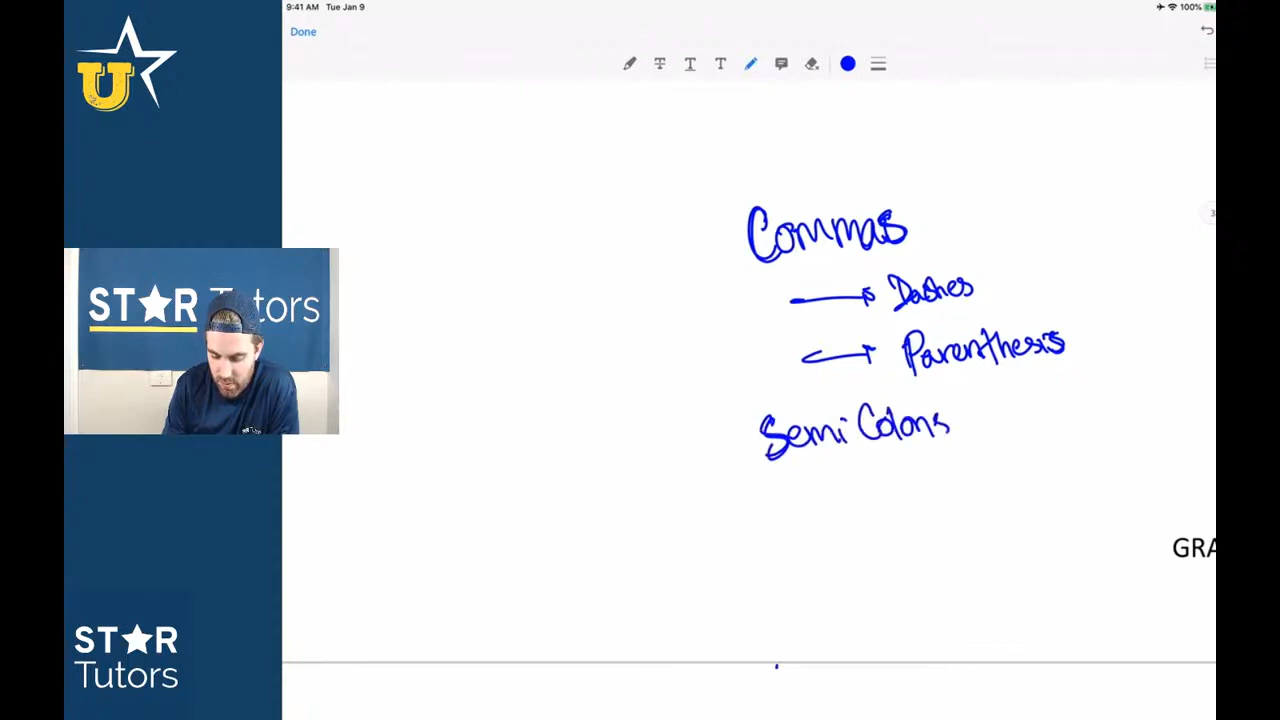 9:41 AM Tue Jan 9
100%
Done
U
T T T
STAR Tutors
Commas
Dashes
Parenthesis
Semi Colons
GRA
STAR
Tutors